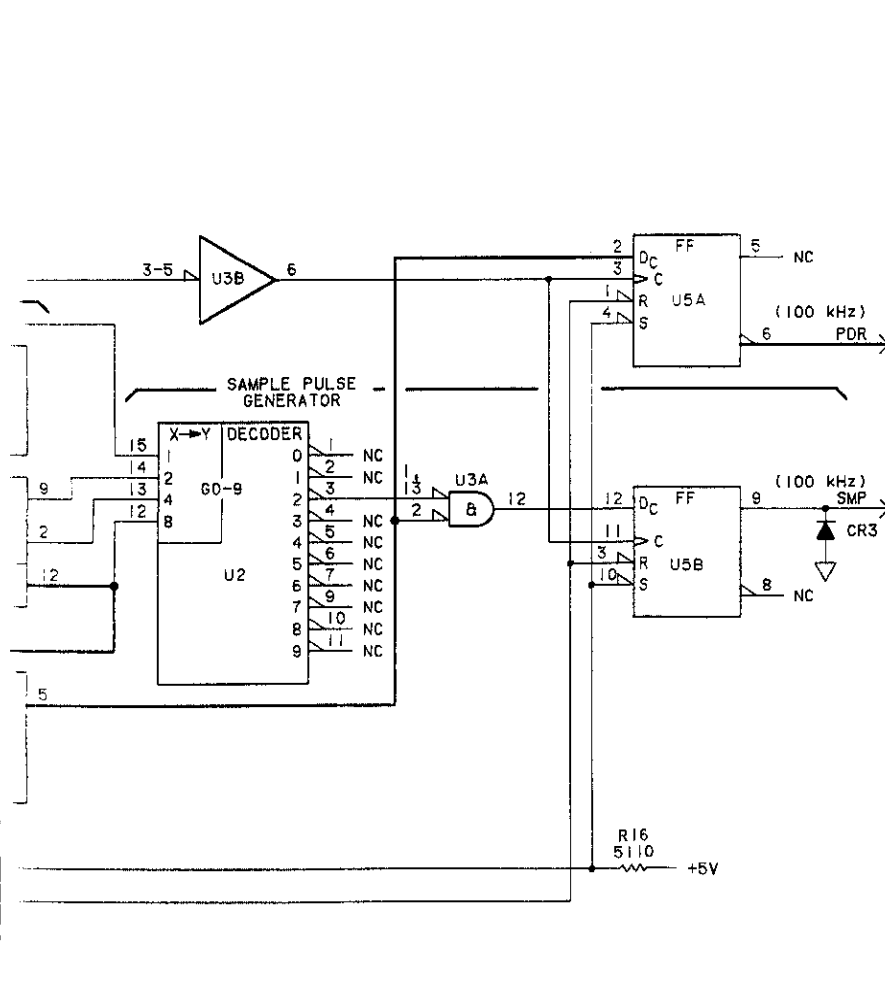 2 FF 5 NC
DC
3-5 U3B 6 3 C
1 R U5A
4 S (100 kHz)
6 PDR
SAMPLE PULSE
GENERATOR
X→Y DECODER
15 1 0 1 NC
14 2 1 2 NC
13 4 G0-9 2 3
12 8 3 4 NC
4 5 NC
U2 5 6 NC
6 7 NC
7 9 NC
8 10 NC
9 11 NC
9
2
12
5
1, 13 U3A
2 & 12
12 DC FF 9 (100 kHz)
SMP
11 C CR3
3 R U5B
10 S 8 NC
R16
5110
+5V